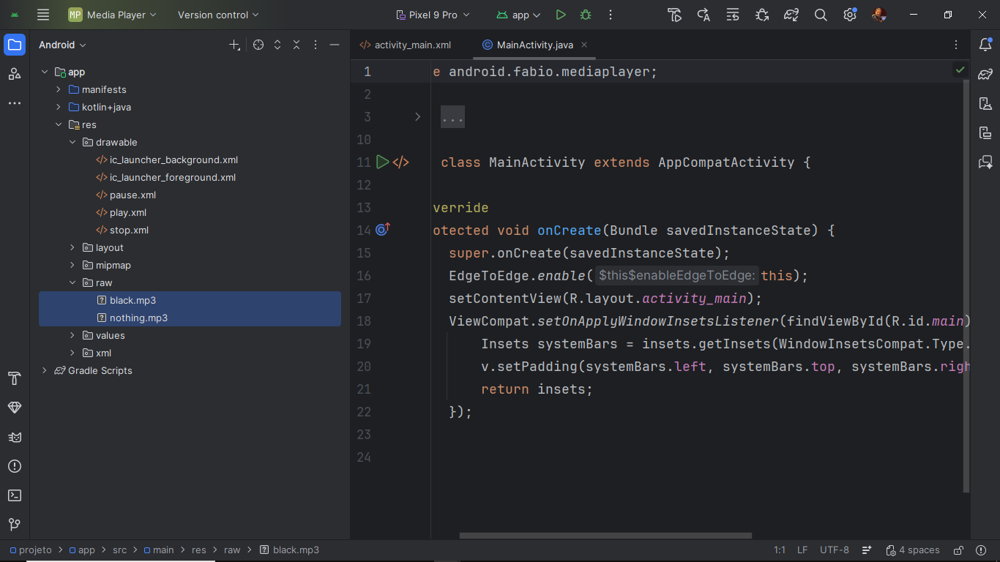 MP Media Player Version control Pixel 9 Pro app
Android
activity_main.xml MainActivity.java
app
manifests
kotlin+java
res
drawable
ic_launcher_background.xml
ic_launcher_foreground.xml
pause.xml
play.xml
stop.xml
layout
mipmap
raw
black.mp3
nothing.mp3
values
xml
Gradle Scripts
1 e android.fabio.mediaplayer;
2
3 ...
10
11 class MainActivity extends AppCompatActivity {
12
13 verride
14 otected void onCreate(Bundle savedInstanceState) {
15 super.onCreate(savedInstanceState);
16 EdgeToEdge.enable( $this$enableEdgeToEdge: this);
17 setContentView(R.layout.activity_main);
18 ViewCompat.setOnApplyWindowInsetsListener(findViewById(R.id.main)
19 Insets systemBars = insets.getInsets(WindowInsetsCompat.Type.
20 v.setPadding(systemBars.left, systemBars.top, systemBars.righ
21 return insets;
22 });
23
24
projeto > app > src > main > res > raw > black.mp3 1:1 LF UTF-8 4 spaces